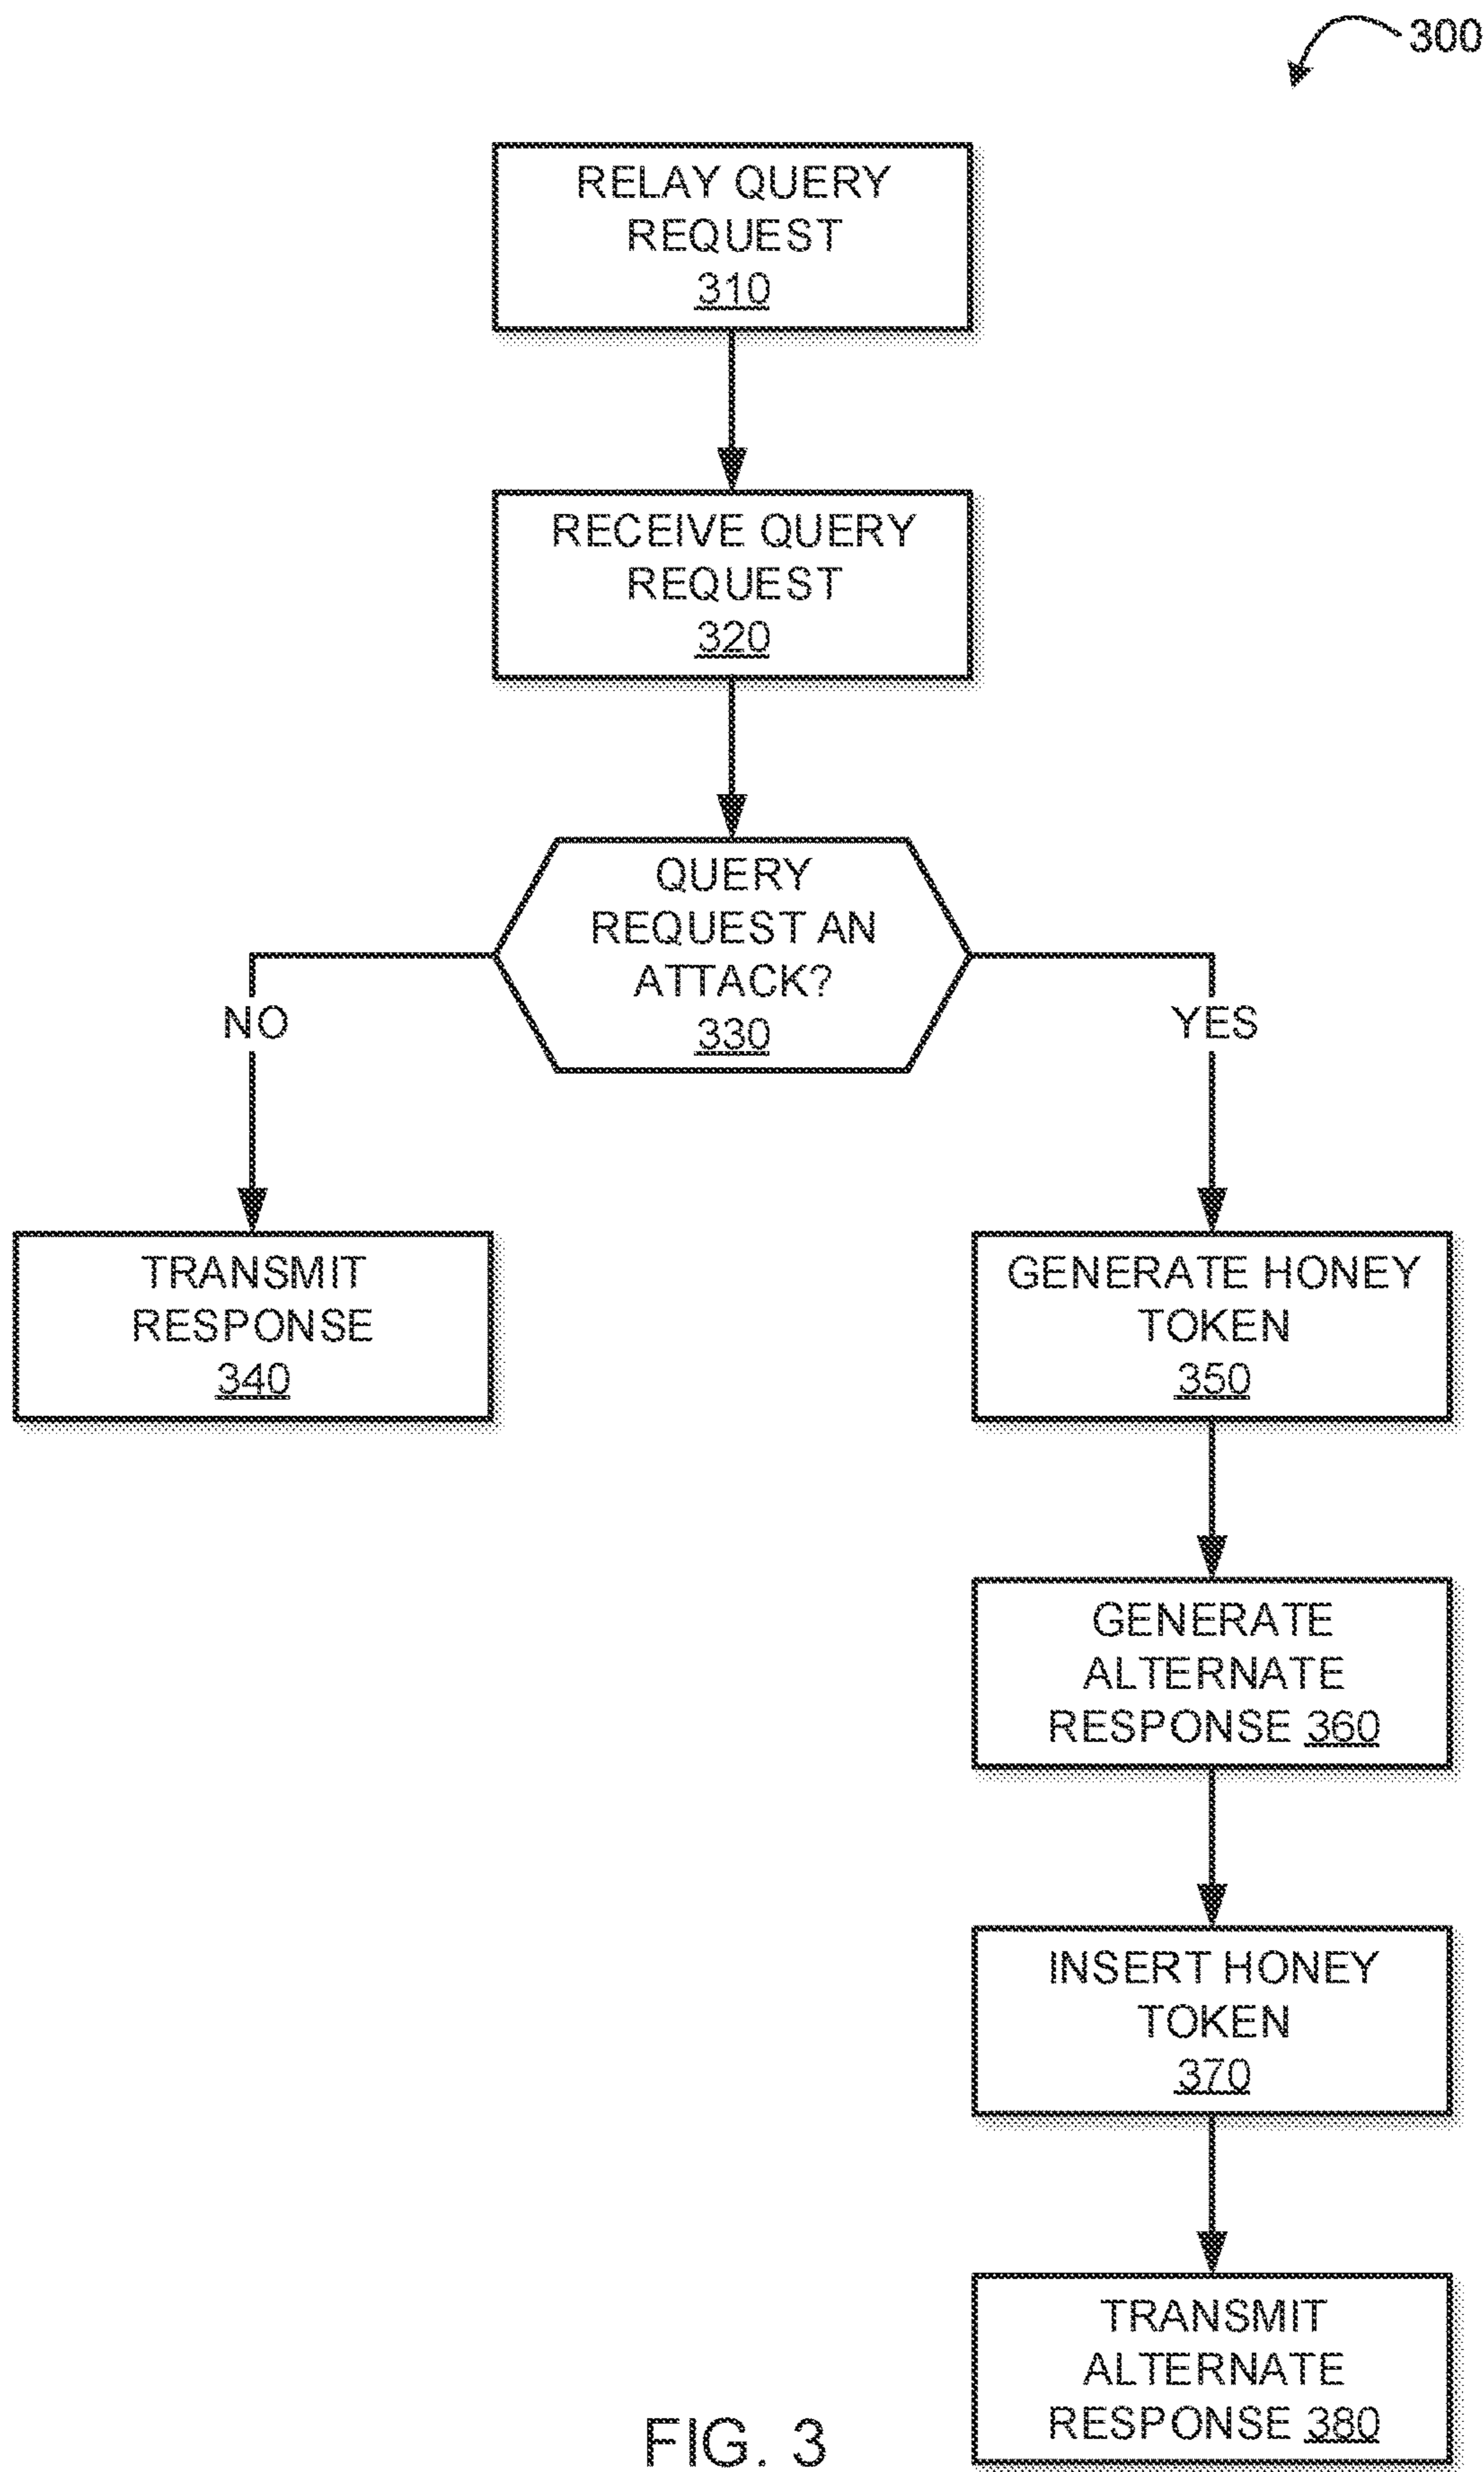 300
RELAY QUERY
REQUEST
310
RECEIVE QUERY
REQUEST
320
QUERY
REQUEST AN
ATTACK?
330
NO
YES
TRANSMIT
RESPONSE
340
GENERATE HONEY
TOKEN
350
GENERATE
ALTERNATE
RESPONSE 360
INSERT HONEY
TOKEN
370
TRANSMIT
ALTERNATE
RESPONSE 380
FIG. 3